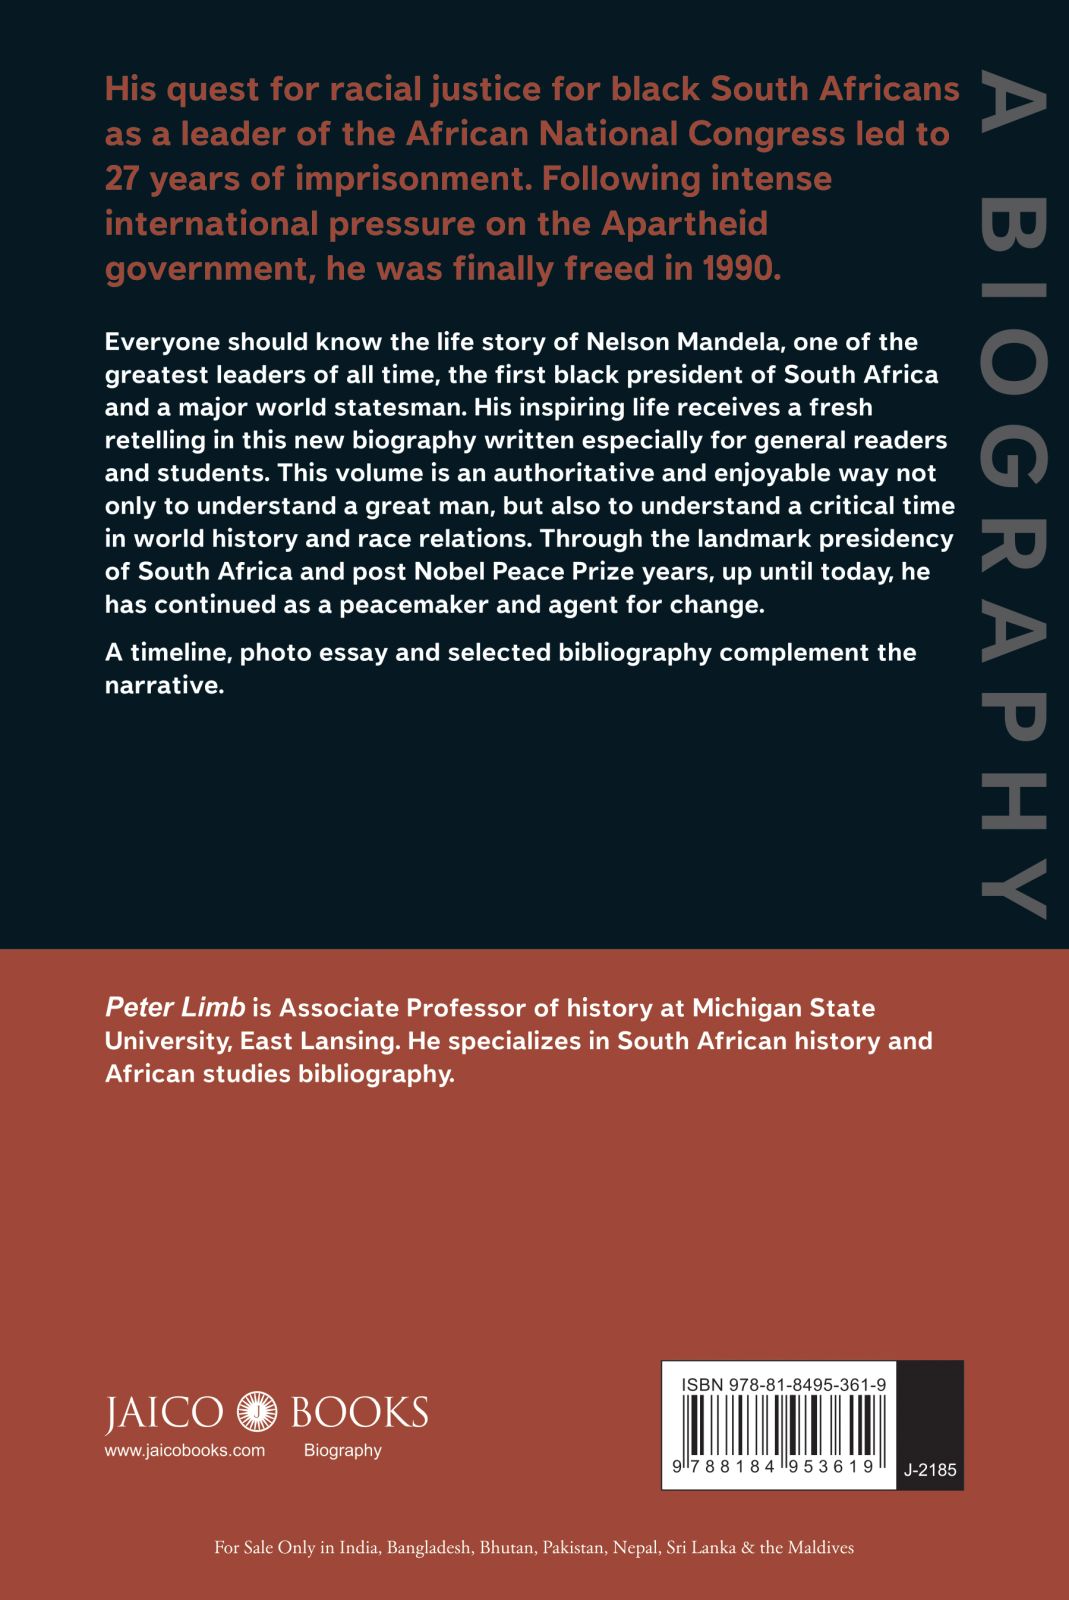 His quest for racial justice for black South Africans
as a leader of the African National Congress led to
27 years of imprisonment. Following intense
international pressure on the Apartheid
government, he was finally freed in 1990.
Everyone should know the life story of Nelson Mandela, one of the
greatest leaders of all time, the first black president of South Africa
and a major world statesman. His inspiring life receives a fresh
retelling in this new biography written especially for general readers
and students. This volume is an authoritative and enjoyable way not
only to understand a great man, but also to understand a critical time
in world history and race relations. Through the landmark presidency
of South Africa and post Nobel Peace Prize years, up until today, he
has continued as a peacemaker and agent for change.
A timeline, photo essay and selected bibliography complement the
narrative.
A BIOGRAPHY
Peter Limb is Associate Professor of history at Michigan State
University, East Lansing. He specializes in South African history and
African studies bibliography.
JAICO J BOOKS
www.jaicobooks.com Biography
ISBN 978-81-8495-361-9
9 788184 953619
J-2185
For Sale Only in India, Bangladesh, Bhutan, Pakistan, Nepal, Sri Lanka & the Maldives